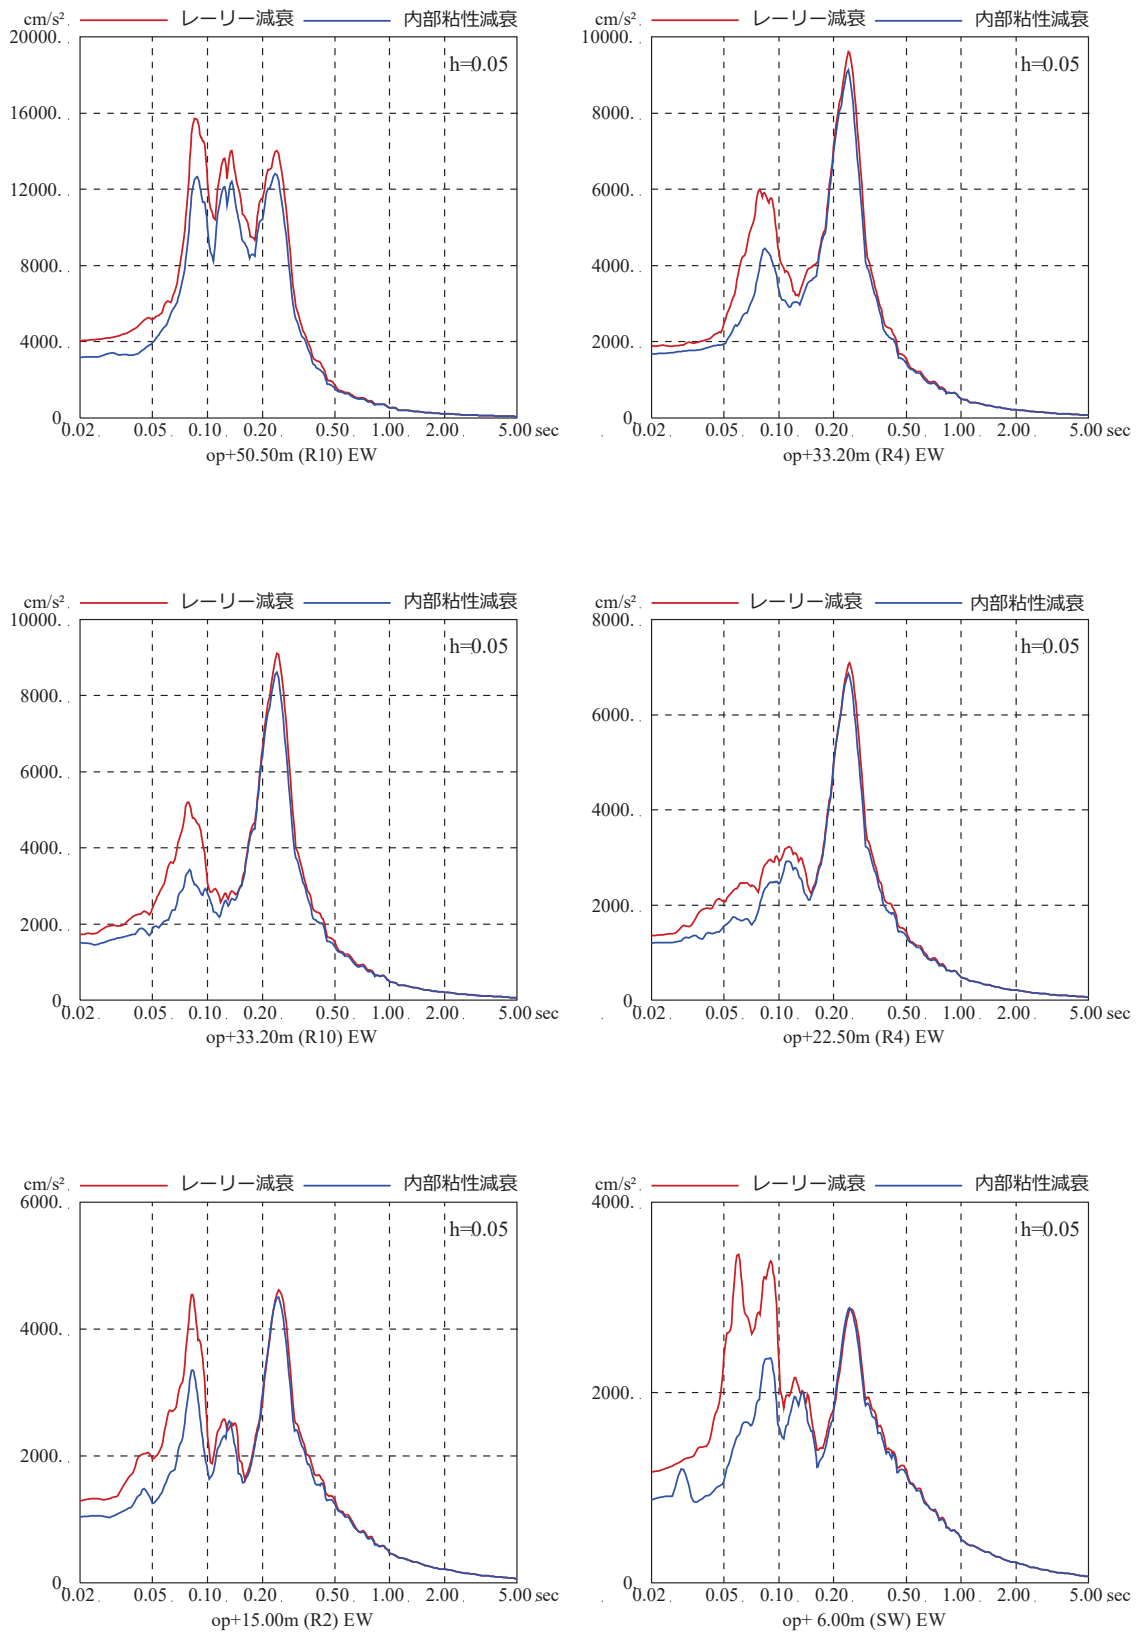 cm/s² レーリー減衰 内部粘性減衰
20000.
h=0.05
16000.
12000.
8000.
4000.
0.
0.02 0.05 0.10 0.20 0.50 1.00 2.00 5.00 sec
op+50.50m (R10) EW
cm/s² レーリー減衰 内部粘性減衰
10000.
h=0.05
8000.
6000.
4000.
2000.
0.
0.02 0.05 0.10 0.20 0.50 1.00 2.00 5.00 sec
op+33.20m (R4) EW
cm/s² レーリー減衰 内部粘性減衰
10000.
h=0.05
8000.
6000.
4000.
2000.
0.
0.02 0.05 0.10 0.20 0.50 1.00 2.00 5.00 sec
op+33.20m (R10) EW
cm/s² レーリー減衰 内部粘性減衰
8000.
h=0.05
6000.
4000.
2000.
0.
0.02 0.05 0.10 0.20 0.50 1.00 2.00 5.00 sec
op+22.50m (R4) EW
cm/s² レーリー減衰 内部粘性減衰
6000.
h=0.05
4000.
2000.
0.
0.02 0.05 0.10 0.20 0.50 1.00 2.00 5.00 sec
op+15.00m (R2) EW
cm/s² レーリー減衰 内部粘性減衰
4000.
h=0.05
2000.
0.
0.02 0.05 0.10 0.20 0.50 1.00 2.00 5.00 sec
op+ 6.00m (SW) EW